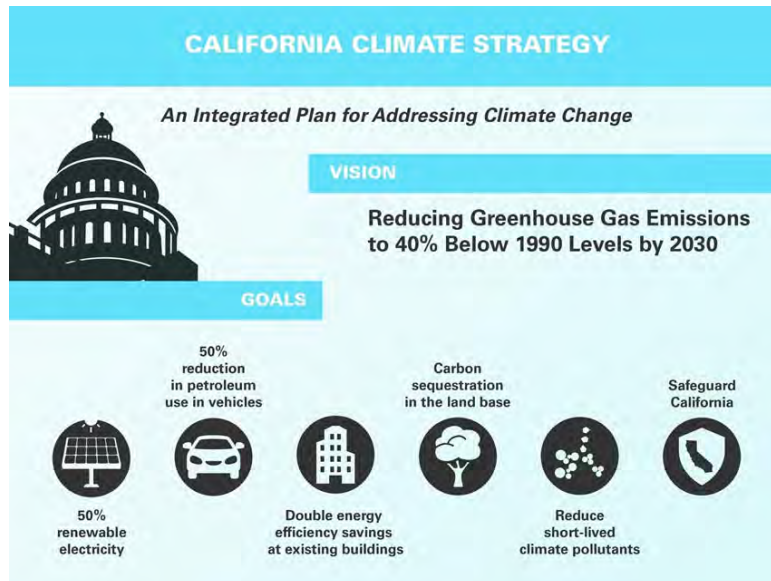 CALIFORNIA CLIMATE STRATEGY
An Integrated Plan for Addressing Climate Change
VISION
Reducing Greenhouse Gas Emissions
to 40% Below 1990 Levels by 2030
GOALS
50%
renewable
electricity
50%
reduction
in petroleum
use in vehicles
Double energy
efficiency savings
at existing buildings
Carbon
sequestration
in the land base
Reduce
short-lived
climate pollutants
Safeguard
California